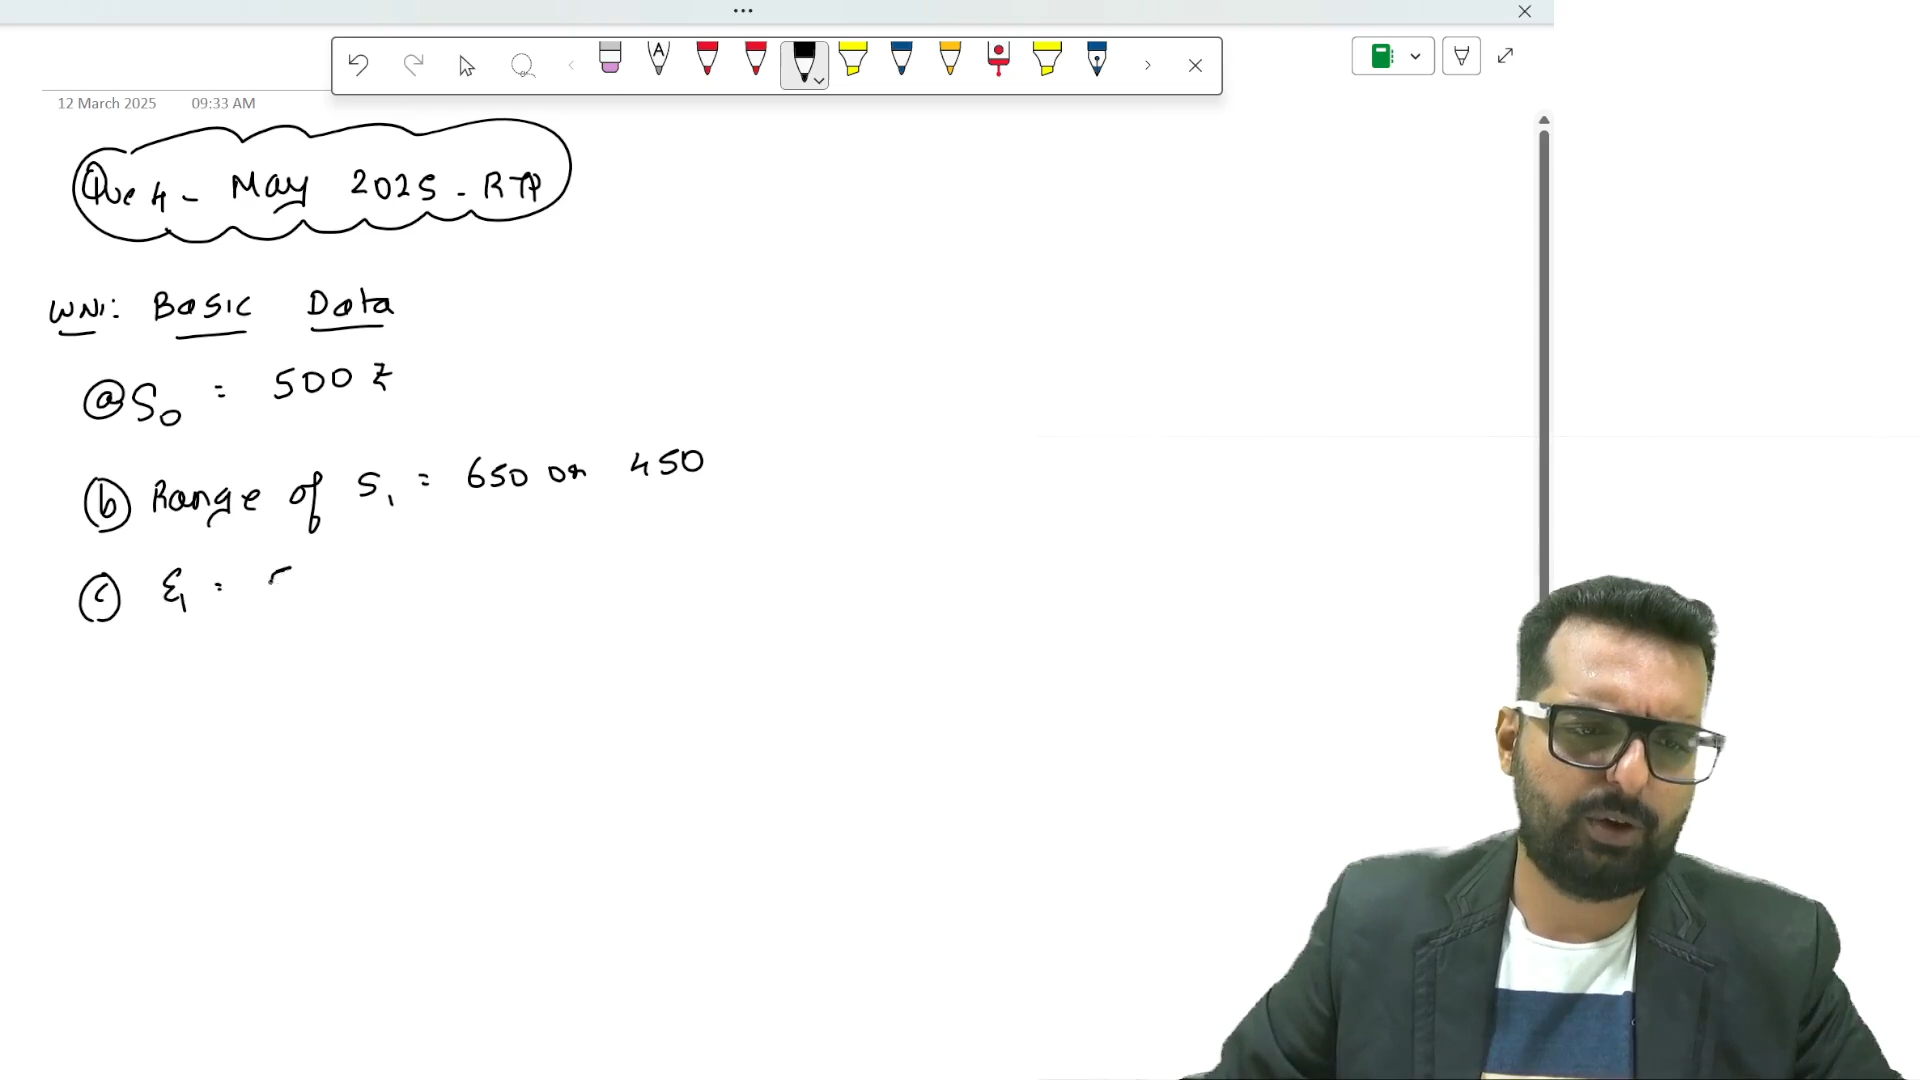 12 March 2025 09:33 AM
Que 4 - May 2025 - RTP
WN1: Basic Data
(a) S0 = 500 ₹
(b) Range of S1 = 650 or 450
(c) E1 =